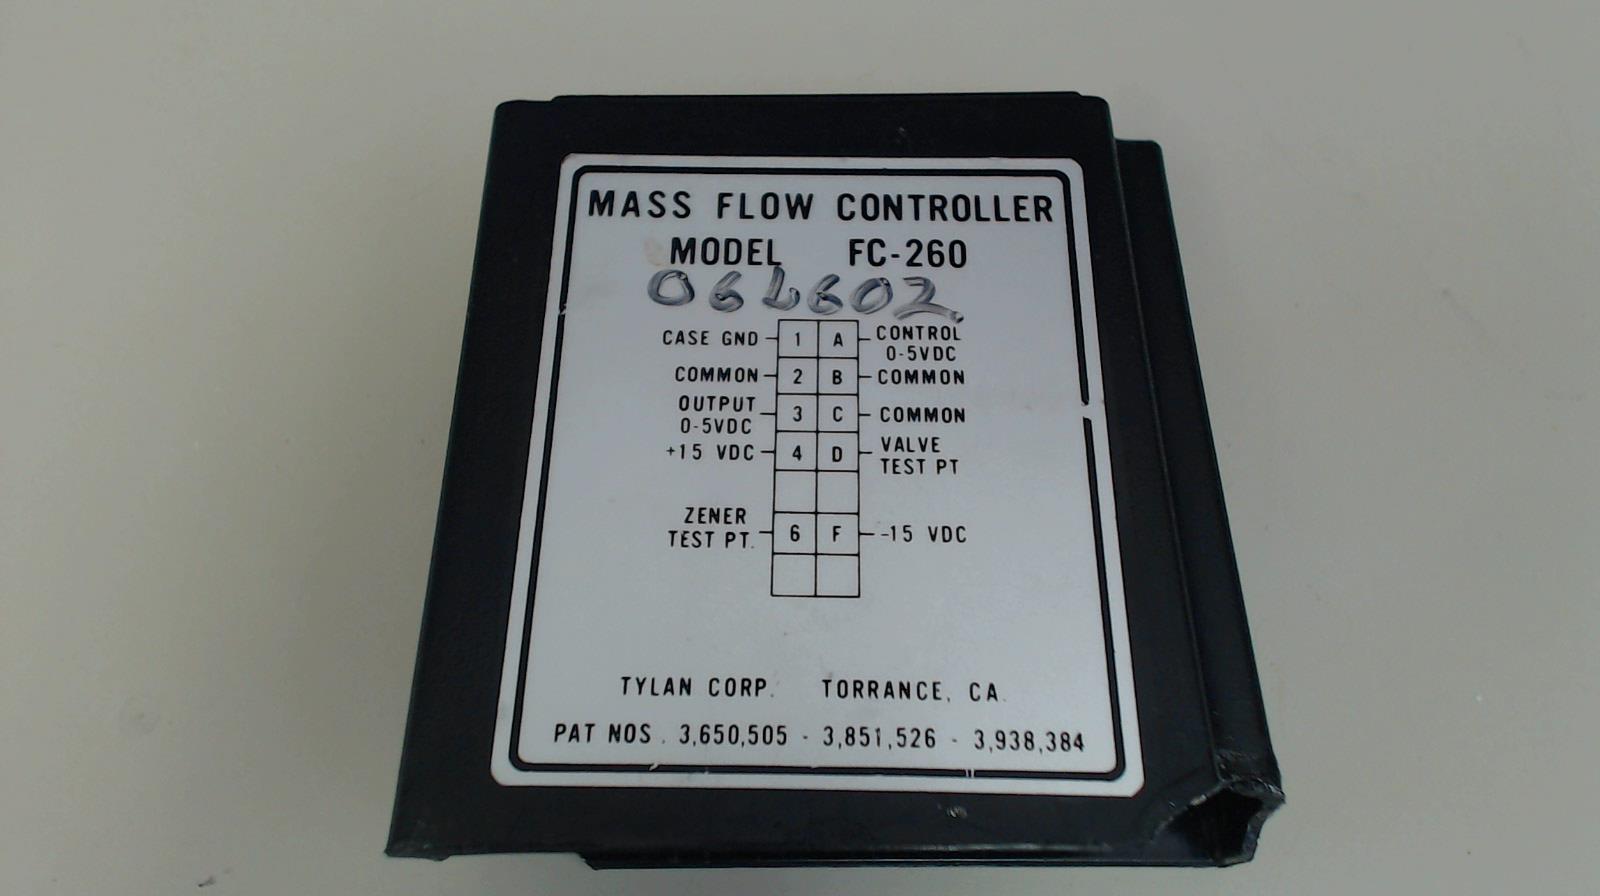 MASS FLOW CONTROLLER
MODEL FC-260
06L602
CASE GND 1 A CONTROL 0-5VDC
COMMON 2 B COMMON
OUTPUT 0-5VDC 3 C COMMON
+15 VDC 4 D VALVE TEST PT
ZENER TEST PT. 6 F -15 VDC
TYLAN CORP. TORRANCE, CA.
PAT NOS. 3,650,505 - 3,851,526 - 3,938,384